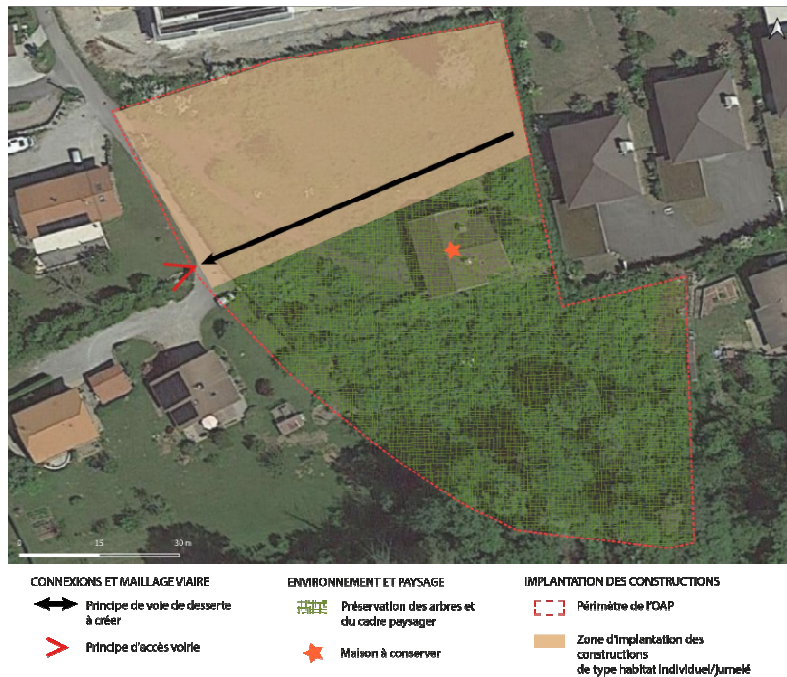 0 15 30 m
CONNEXIONS ET MAILLAGE VIAIRE
Principe de voie de desserte
à créer
Principe d'accès voirie
ENVIRONNEMENT ET PAYSAGE
Préservation des arbres et
du cadre paysager
Maison à conserver
IMPLANTATION DES CONSTRUCTIONS
Périmètre de l'OAP
Zone d'implantation des
constructions
de type habitat individuel/jumelé